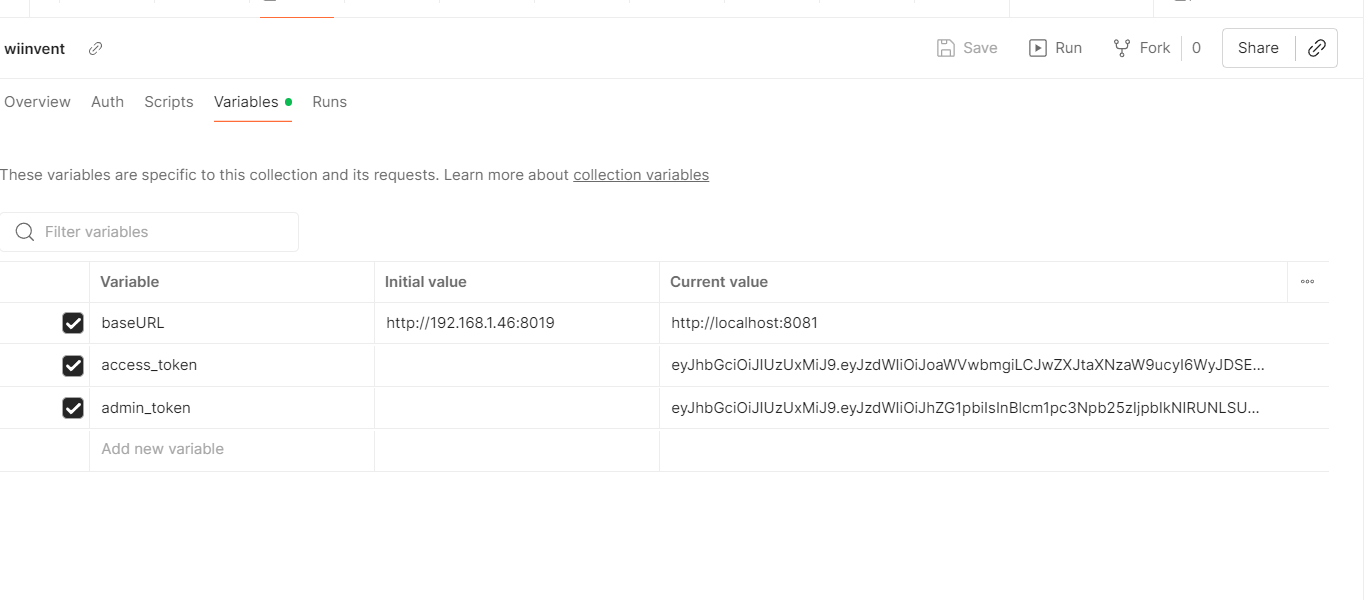 wiinvent
Save
Run
Fork
0
Share
Overview
Auth
Scripts
Variables
Runs
These variables are specific to this collection and its requests. Learn more about collection variables
Filter variables
Variable
Initial value
Current value
baseURL
http://192.168.1.46:8019
http://localhost:8081
access_token
eyJhbGciOiJIUzUxMiJ9.eyJzdWIiOiJoaWVwbmgiLCJwZXJtaXNzaW9ucyI6WyJDSE...
admin_token
eyJhbGciOiJIUzUxMiJ9.eyJzdWIiOiJhZG1pbiIsInBlcm1pc3Npb25zIjpbIkNIRUNLSU...
Add new variable